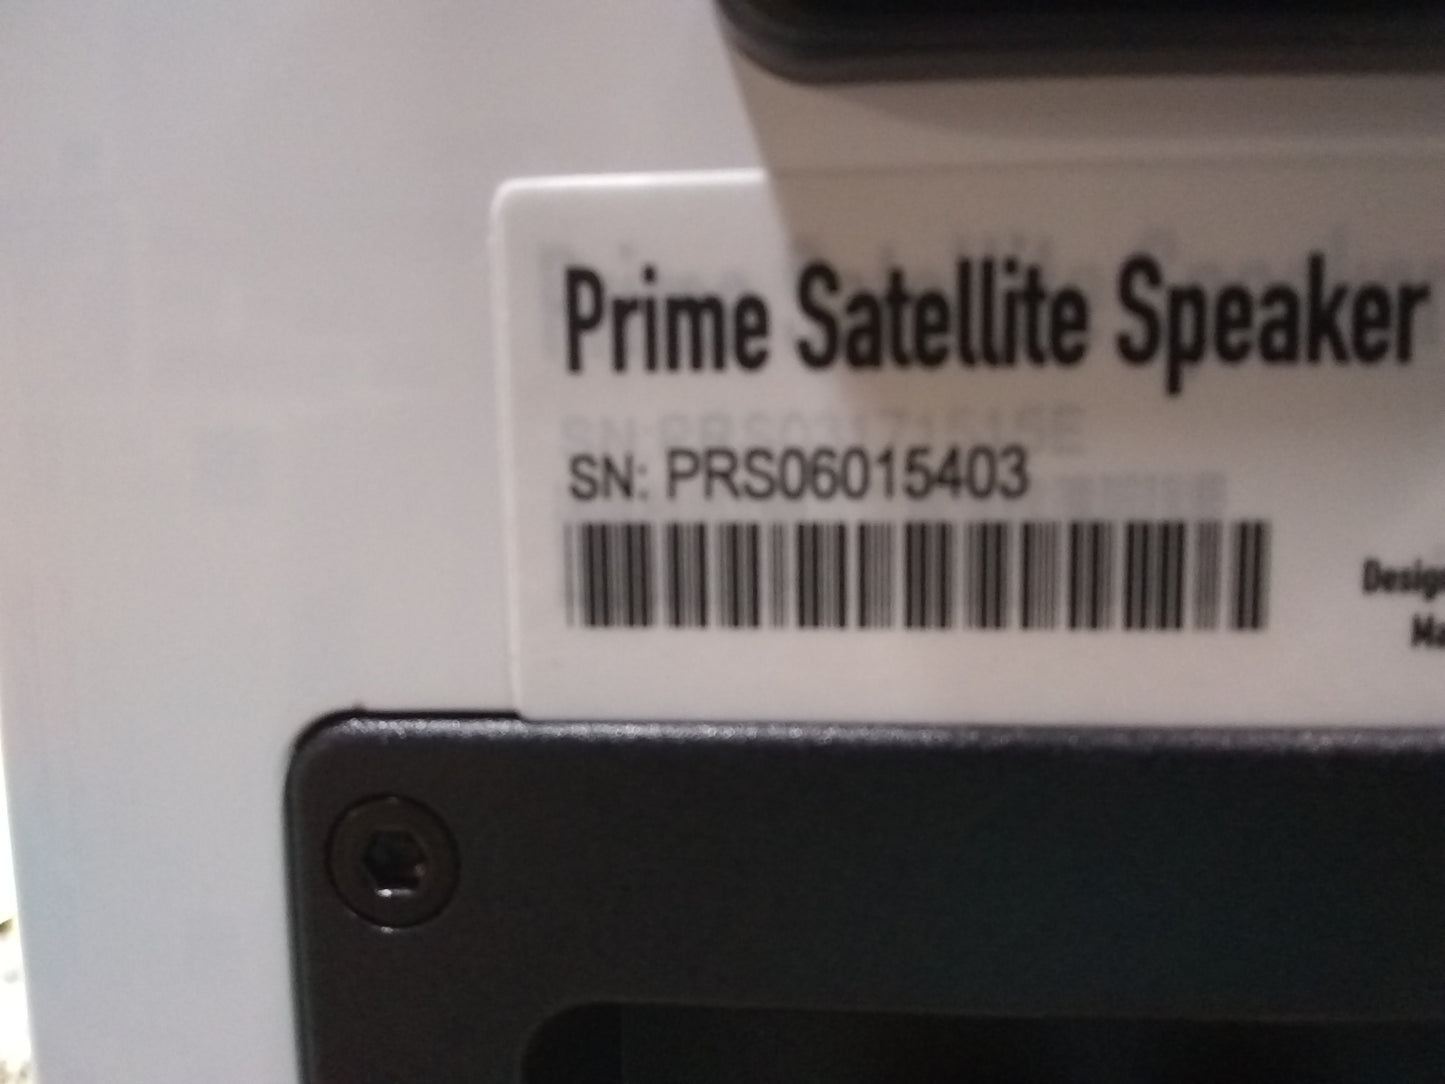 Prime Satellite Speaker
SN: PRS06015403